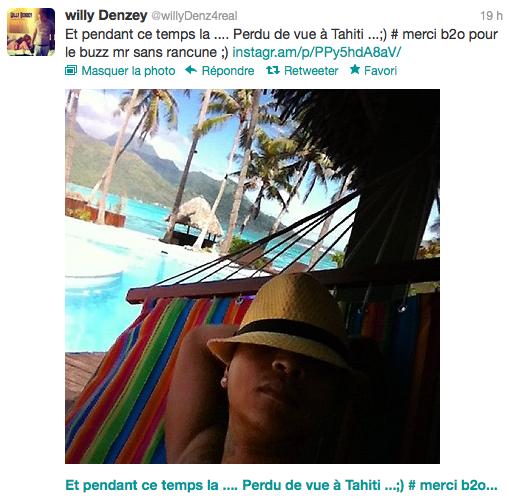 willy Denzey @willyDenz4real 19 h
Et pendant ce temps la .... Perdu de vue à Tahiti ...;) # merci b2o pour
le buzz mr sans rancune ;) instagr.am/p/PPy5hdA8aV/
Masquer la photo Répondre Retweeter Favori
Et pendant ce temps la .... Perdu de vue à Tahiti ...;) # merci b2o...